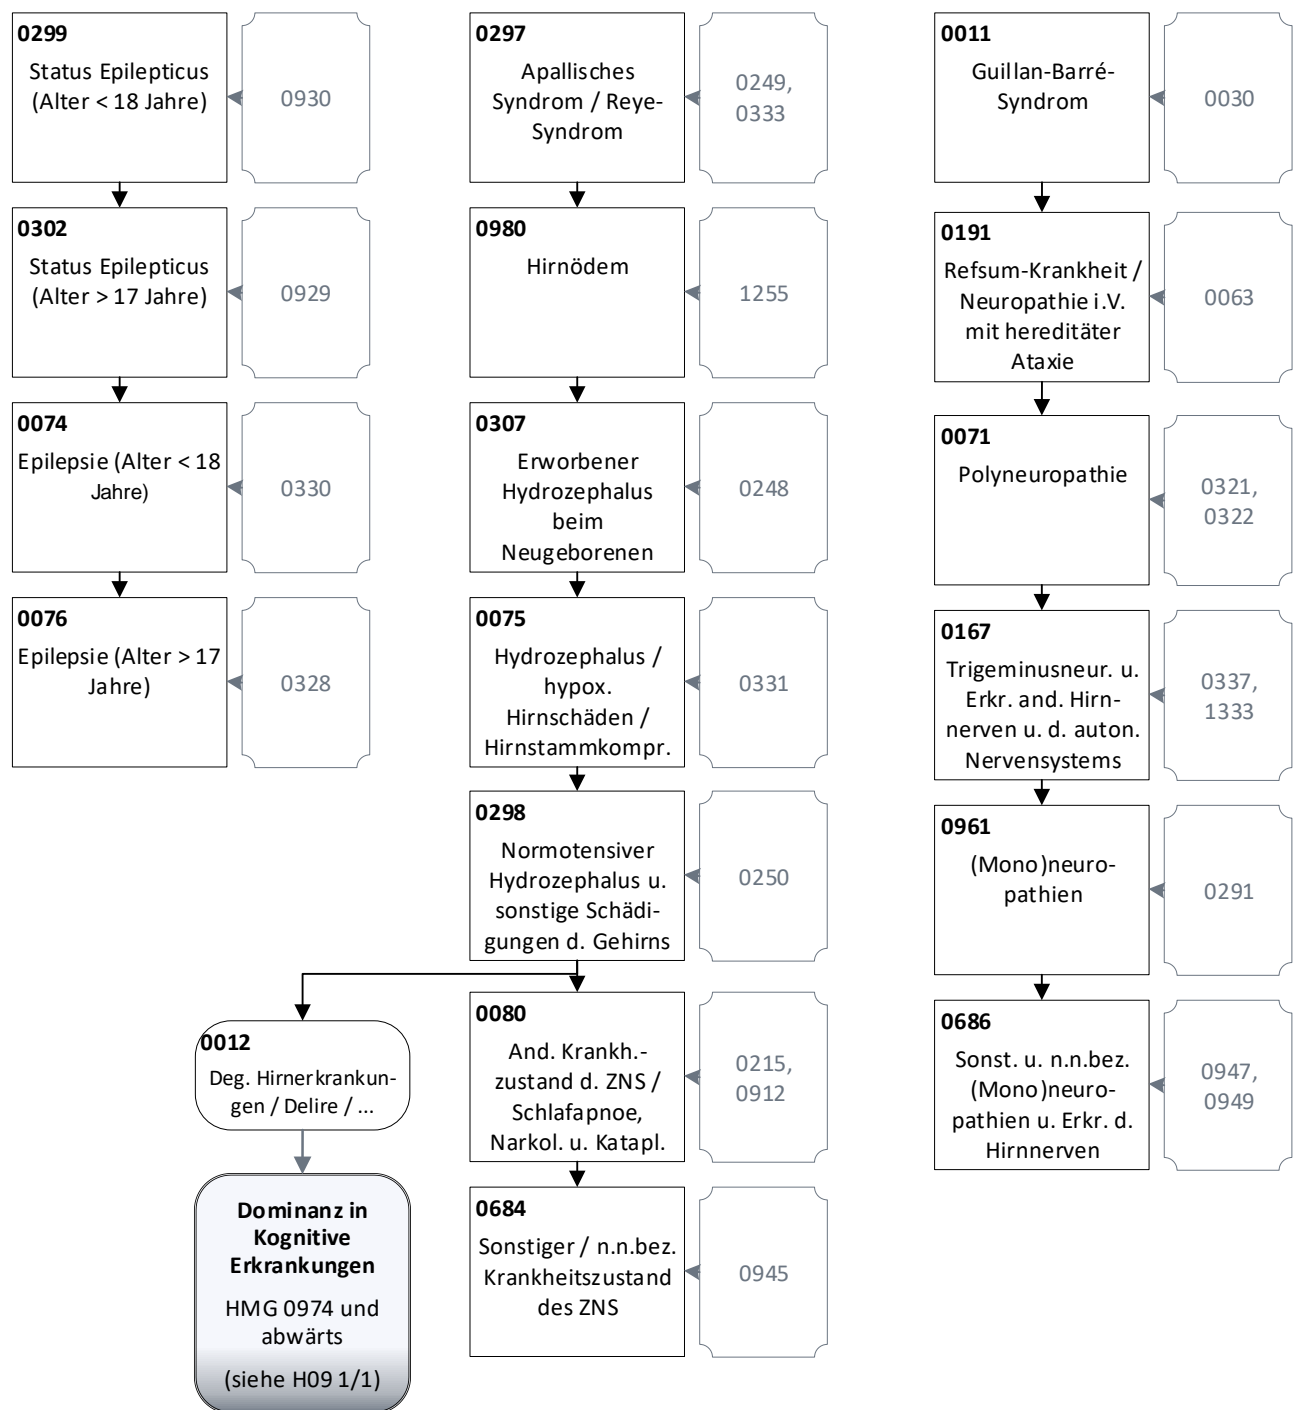 0299
Status Epilepticus
(Alter < 18 Jahre)
0930
0302
Status Epilepticus
(Alter > 17 Jahre)
0929
0074
Epilepsie (Alter < 18
Jahre)
0330
0076
Epilepsie (Alter > 17
Jahre)
0328
0297
Apallisches
Syndrom / Reye-
Syndrom
0249,
0333
0980
Hirnödem
1255
0307
Erworbener
Hydrozephalus
beim
Neugeborenen
0248
0075
Hydrozephalus /
hypox.
Hirnschäden /
Hirnstammkompr.
0331
0298
Normotensiver
Hydrozephalus u.
sonstige Schädi-
gungen d. Gehirns
0250
0012
Deg. Hirnerkrankun-
gen / Delire / ...
Dominanz in
Kognitive
Erkrankungen
HMG 0974 und
abwärts
(siehe H09 1/1)
0080
And. Krankh.-
zustand d. ZNS /
Schlafapnoe,
Narkol. u. Katapl.
0215,
0912
0684
Sonstiger / n.n.bez.
Krankheitszustand
des ZNS
0945
0011
Guillan-Barré-
Syndrom
0030
0191
Refsum-Krankheit /
Neuropathie i.V.
mit hereditäter
Ataxie
0063
0071
Polyneuropathie
0321,
0322
0167
Trigeminusneur. u.
Erkr. and. Hirn-
nerven u. d. auton.
Nervensystems
0337,
1333
0961
(Mono)neuro-
pathien
0291
0686
Sonst. u. n.n.bez.
(Mono)neuro-
pathien u. Erkr. d.
Hirnnerven
0947,
0949